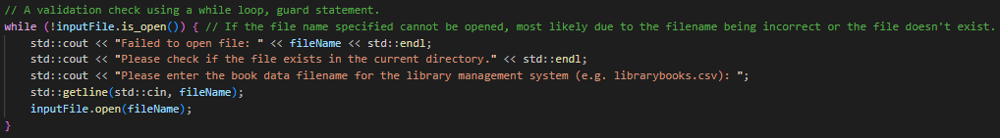 // A validation check using a while loop, guard statement.
while (!inputFile.is_open()) { // If the file name specified cannot be opened, most likely due to the filename being incorrect or the file doesn't exist.
    std::cout << "Failed to open file: " << fileName << std::endl;
    std::cout << "Please check if the file exists in the current directory." << std::endl;
    std::cout << "Please enter the book data filename for the library management system (e.g. librarybooks.csv): ";
    std::getline(std::cin, fileName);
    inputFile.open(fileName);
}